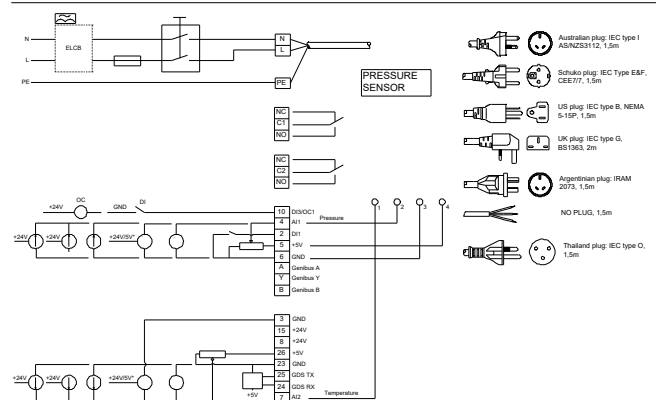 N
ELCB
L
PE
N
L
PE
PRESSURE
SENSOR
NC
C1
NO
NC
C2
NO
+24V
OC
GND
DI
10 DI3/OC1
4 AI1
Pressure
2 DI1
5 +5V
6 GND
A Genibus A
Y Genibus Y
B Genibus B
+24V
+24V
+24V/5V*
1
2
3
4
3 GND
15 +24V
8 +24V
26 +5V
23 GND
25 GDS TX
24 GDS RX
7 AI2
Temperature
+24V
+24V
+24V/5V*
+5V
Australian plug: IEC type I
AS/NZS3112, 1,5m
Schuko plug: IEC Type E&F,
CEE7/7, 1,5m
US plug: IEC type B, NEMA
5-15P, 1,5m
UK plug: IEC type G,
BS1363, 2m
Argentinian plug: IRAM
2073, 1,5m
NO PLUG, 1,5m
Thailand plug: IEC type O,
1,5m